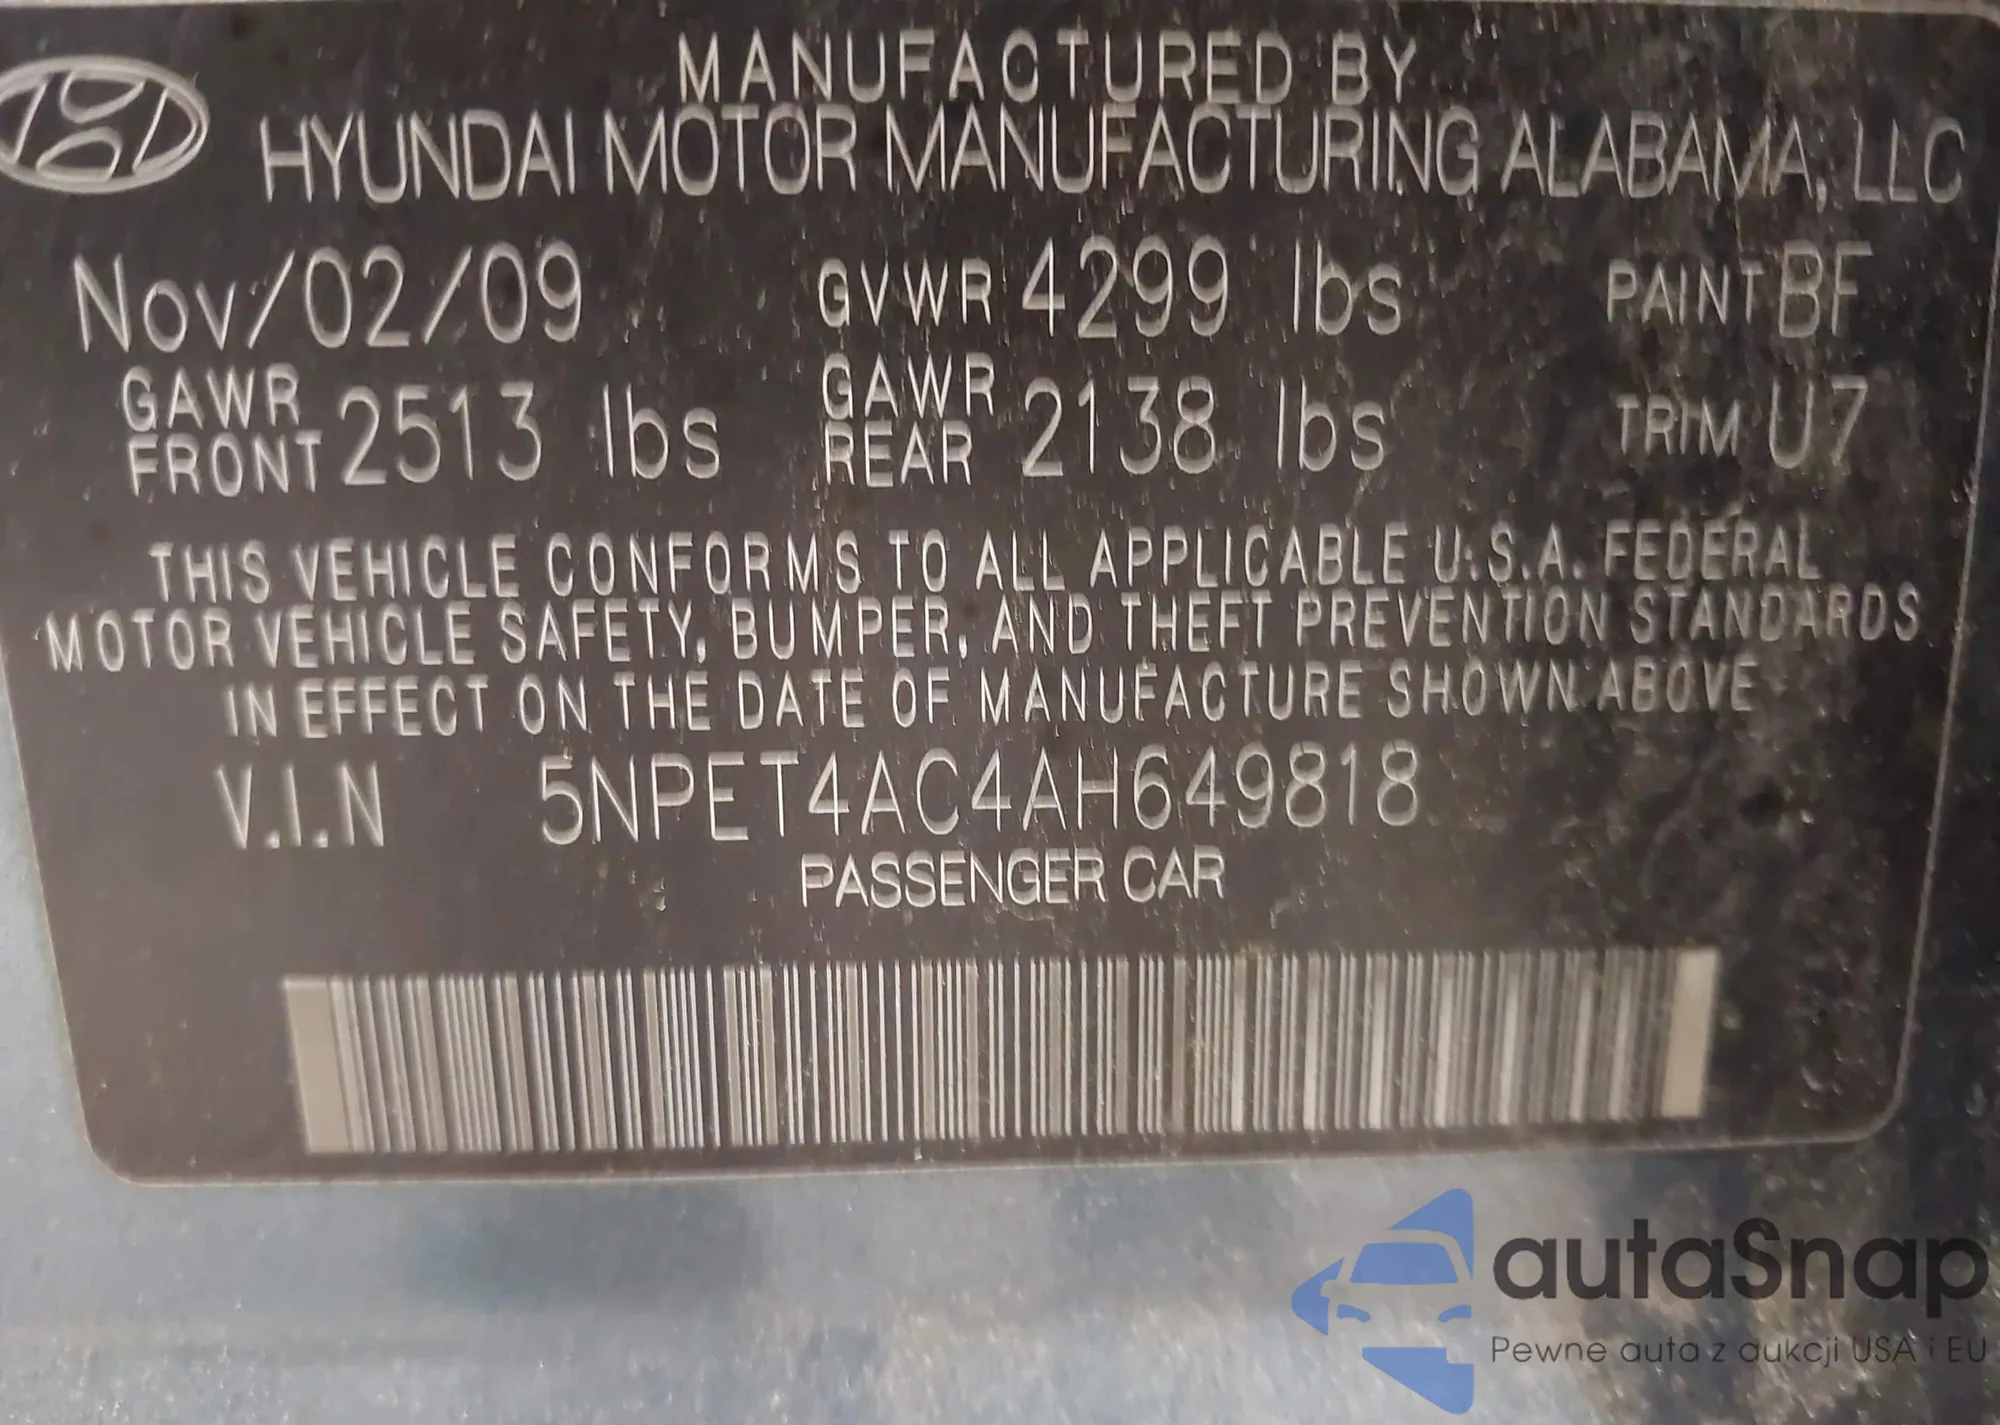 MANUFACTURED BY
HYUNDAI MOTOR MANUFACTURING ALABAMA, LLC
Nov/02/09 GVWR 4299 lbs PAINT BF
GAWR FRONT 2513 lbs GAWR REAR 2138 lbs TRIM U7
THIS VEHICLE CONFORMS TO ALL APPLICABLE U.S.A. FEDERAL
MOTOR VEHICLE SAFETY, BUMPER, AND THEFT PREVENTION STANDARDS
IN EFFECT ON THE DATE OF MANUFACTURE SHOWN ABOVE
V.I.N 5NPET4AC4AH649818
PASSENGER CAR
autaSnap
Pewne auta z aukcji USA i EU